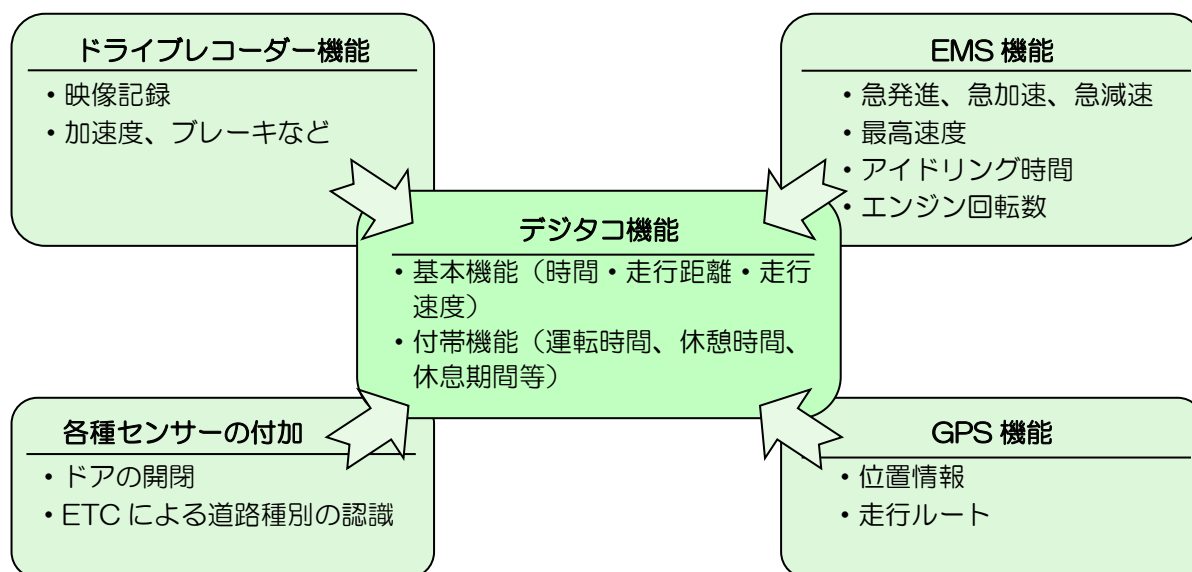 ドライブレコーダー機能
・映像記録
・加速度、ブレーキなど
EMS 機能
・急発進、急加速、急減速
・最高速度
・アイドリング時間
・エンジン回転数
デジタコ機能
・基本機能（時間・走行距離・走行
速度）
・付帯機能（運転時間、休憩時間、
休息期間等）
各種センサーの付加
・ドアの開閉
・ETC による道路種別の認識
GPS 機能
・位置情報
・走行ルート